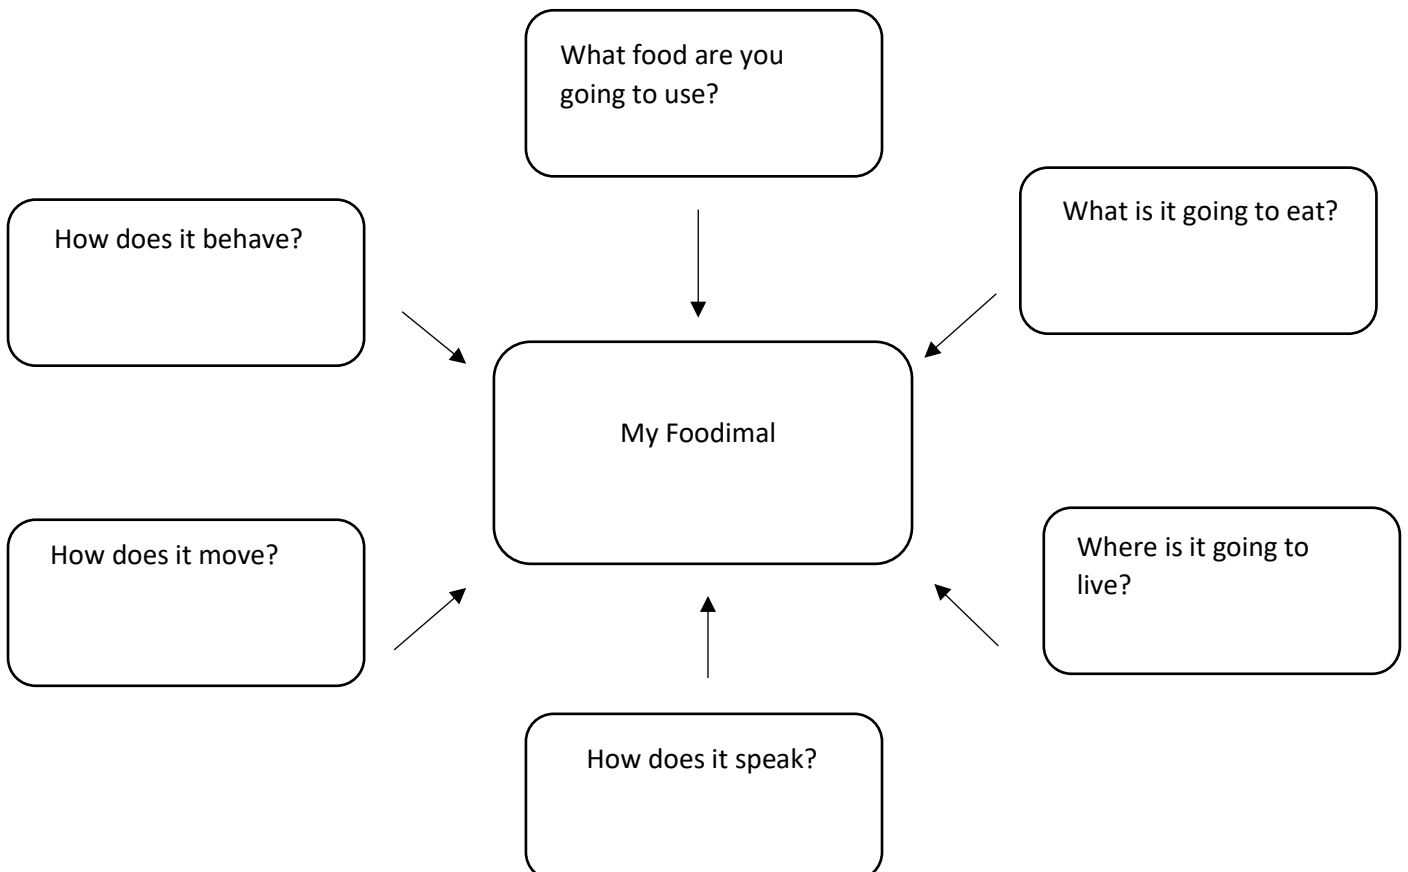 What food are you
going to use?
What is it going to eat?
How does it behave?
My Foodimal
How does it move?
Where is it going to
live?
How does it speak?